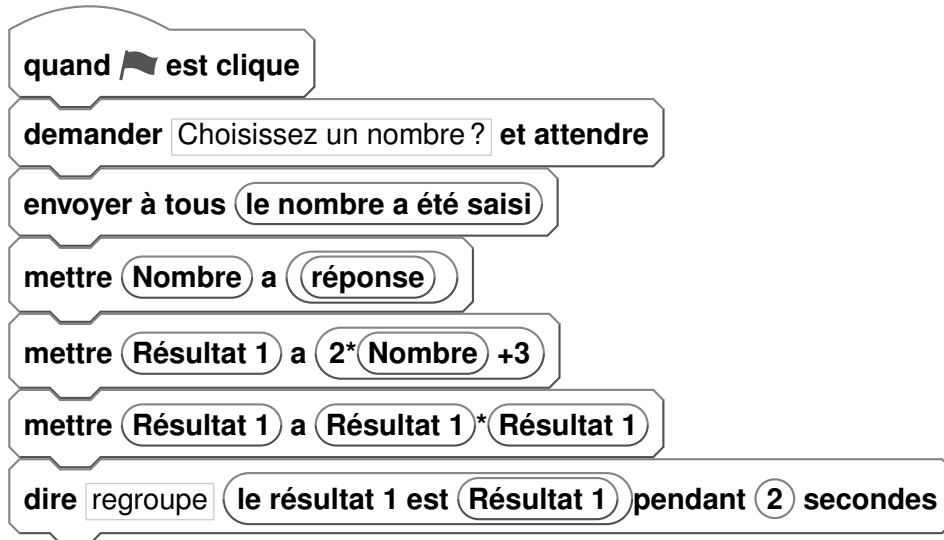 quand est clique
demander Choisissez un nombre ? et attendre
envoyer à tous le nombre a été saisi
mettre Nombre a réponse
mettre Résultat 1 a 2*Nombre +3
mettre Résultat 1 a Résultat 1*Résultat 1
dire regroupe le résultat 1 est Résultat 1 pendant 2 secondes